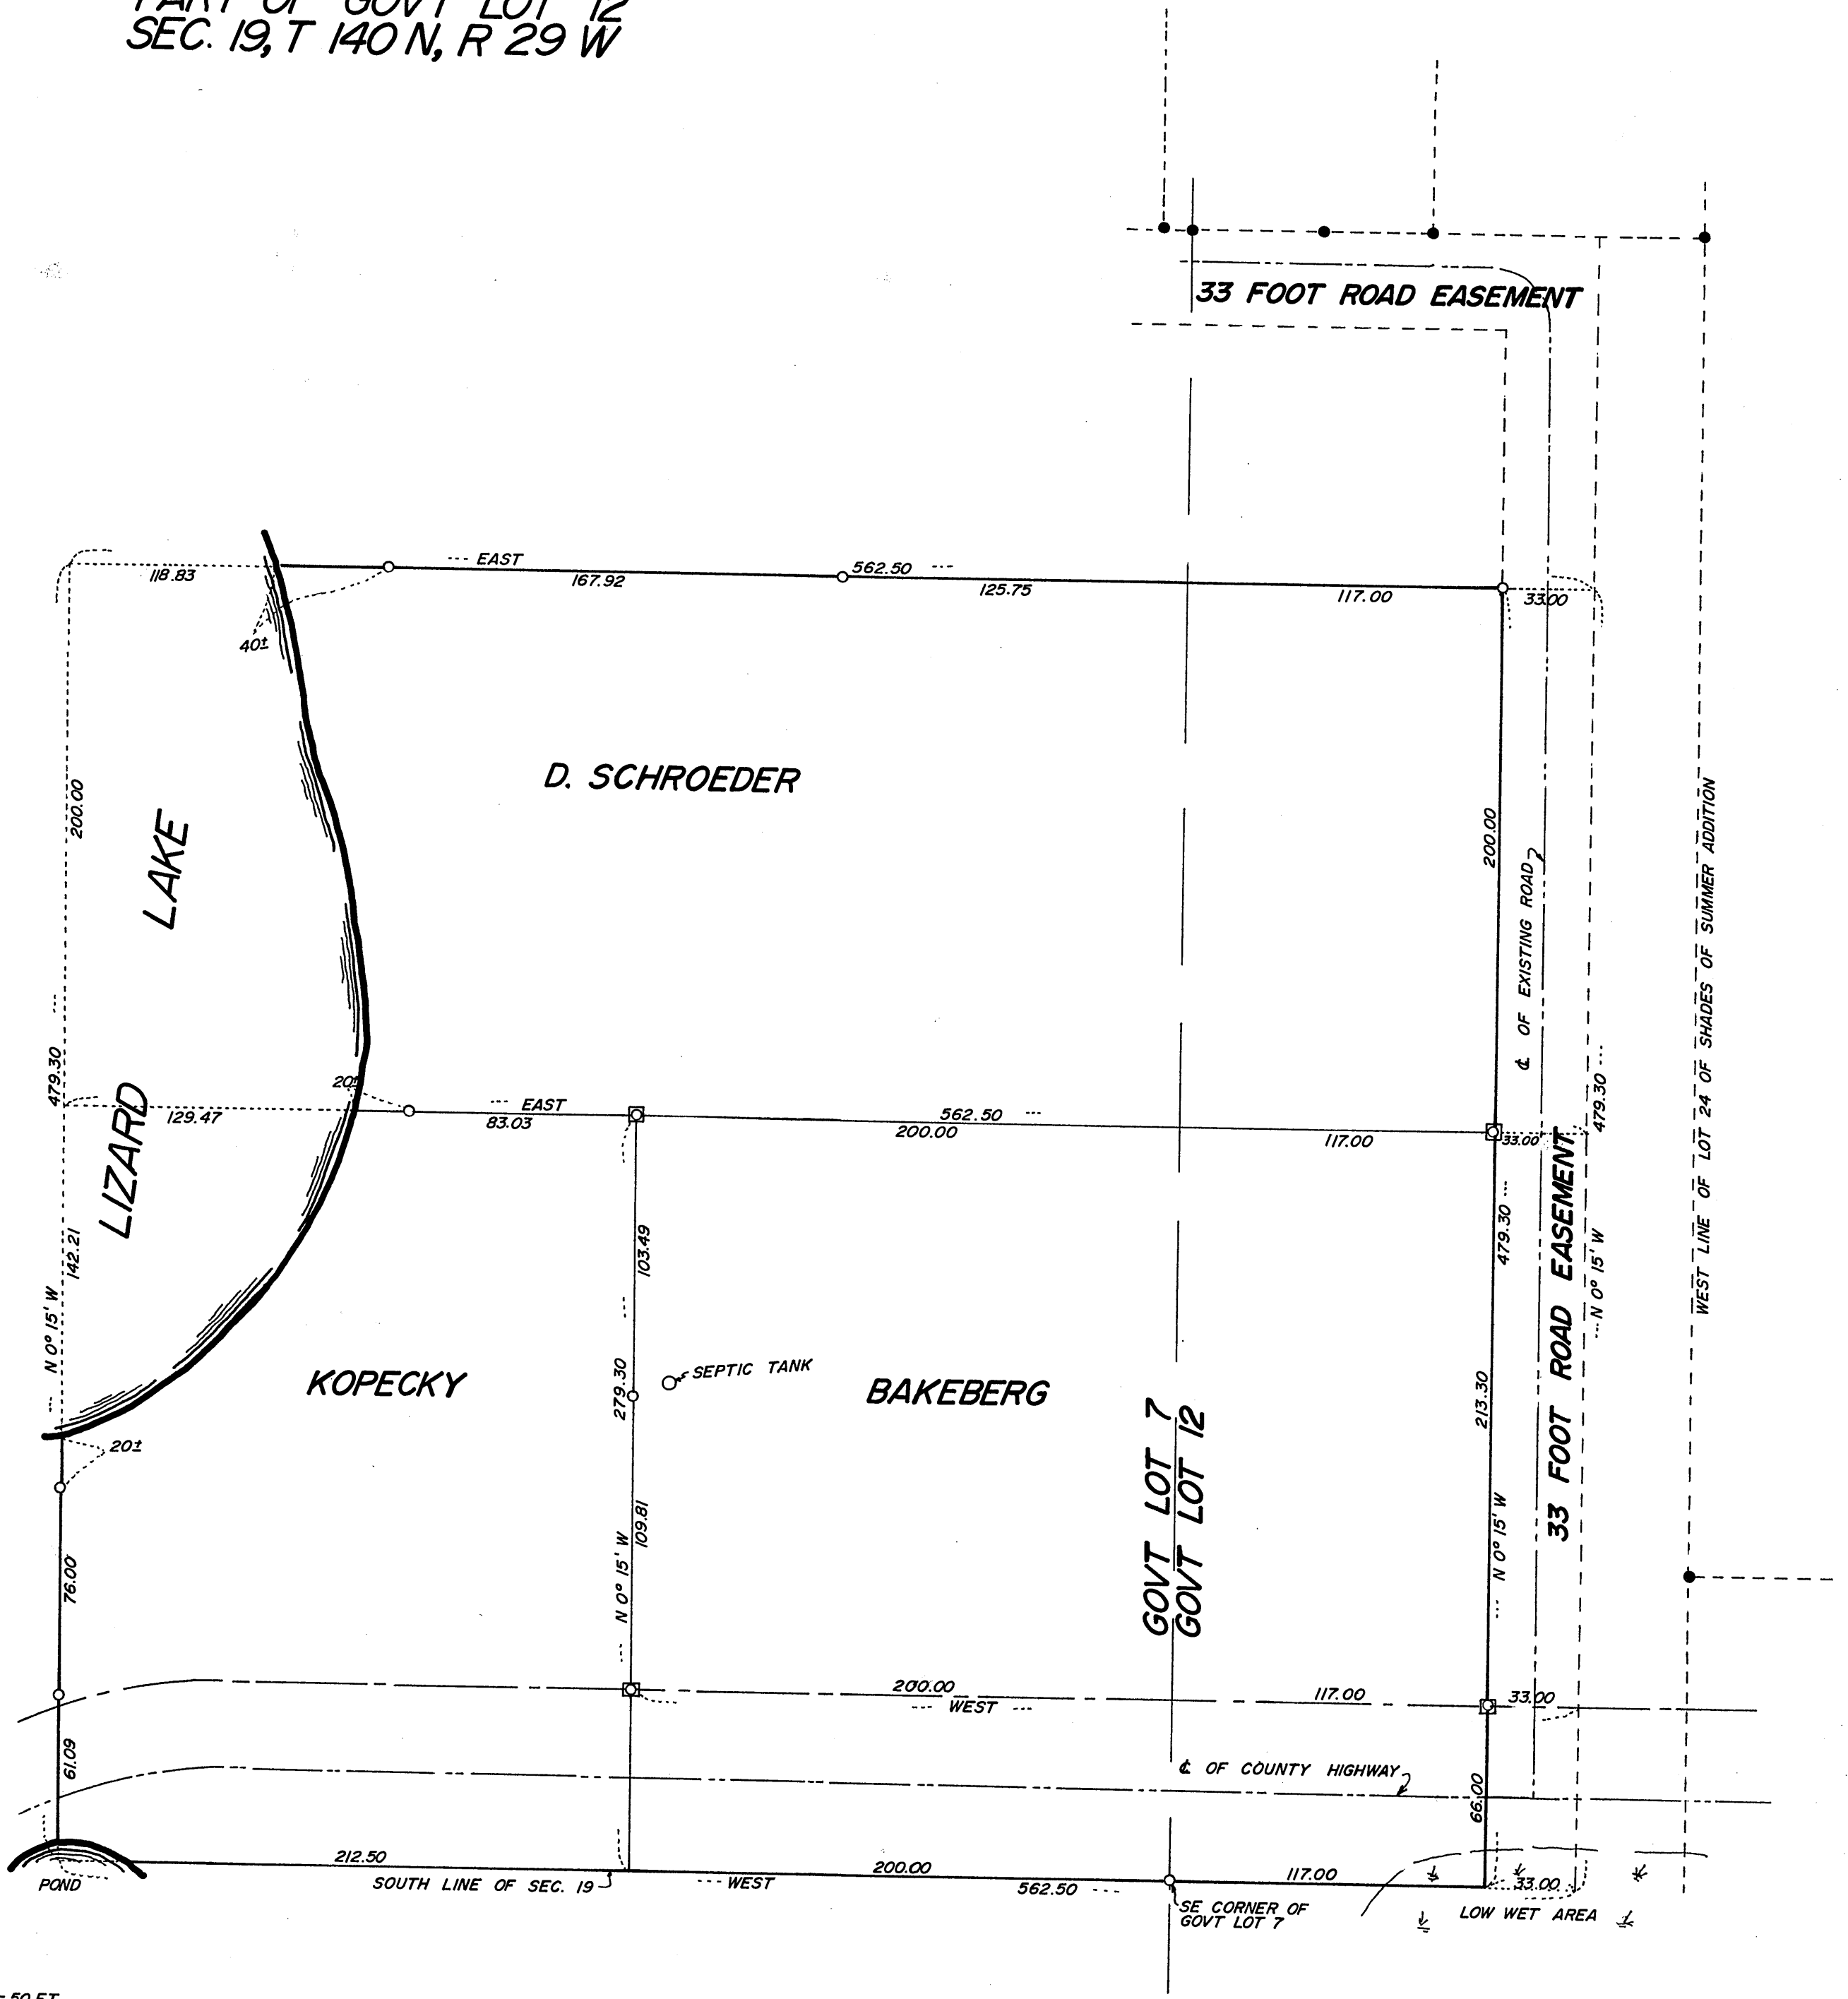 PART OF GOVT LOT 12
SEC. 19, T 140 N, R 29 W
33 FOOT ROAD EASEMENT
--- EAST
562.50 ---
118.83
167.92
125.75
117.00
33.00
40±
D. SCHROEDER
200.00
LAKE
LIZARD
200.00
℄ OF EXISTING ROAD
WEST LINE OF LOT 24 OF SHADES OF SUMMER ADDITION
--- 479.30 ---
479.30 ---
479.30 ---
20±
129.47
--- EAST
83.03
562.50 ---
200.00
117.00
33.00
142.21
--- N 0° 15' W
103.49
--- 279.30
109.81
N 0° 15' W
SEPTIC TANK
KOPECKY
BAKEBERG
GOVT LOT 7
GOVT LOT 12
213.30
--- N 0° 15' W
33 FOOT ROAD EASEMENT
--- N 0° 15' W
20±
76.00
61.09
200.00
--- WEST ---
117.00
33.00
℄ OF COUNTY HIGHWAY
66.00
POND
212.50
SOUTH LINE OF SEC. 19
--- WEST
200.00
562.50 ---
117.00
33.00
SE CORNER OF
GOVT LOT 7
LOW WET AREA
50 FT